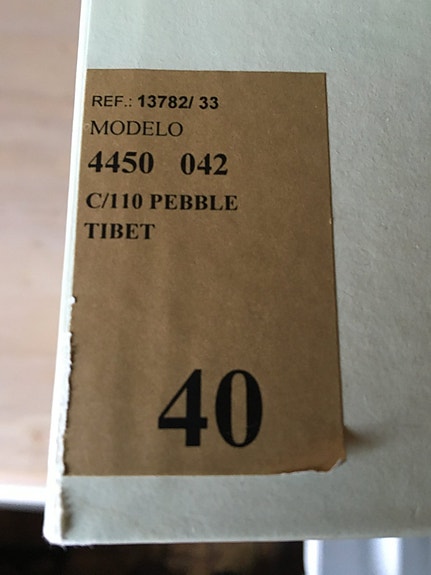 REF.: 13782/ 33
MODELO
4450 042
C/110 PEBBLE
TIBET
40